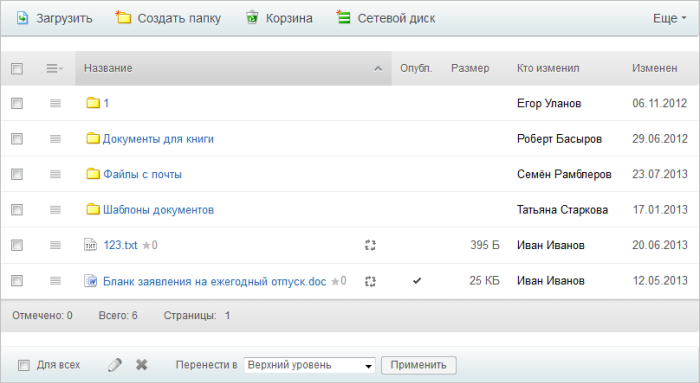 Загрузить Создать папку Корзина Сетевой диск Еще
Название Опубл. Размер Кто изменил Изменен
1 Егор Уланов 06.11.2012
Документы для книги Роберт Басыров 29.06.2012
Файлы с почты Семён Рамблеров 23.07.2013
Шаблоны документов Татьяна Старкова 17.01.2013
TXT 123.txt ★0 395 Б Иван Иванов 20.06.2013
W Бланк заявления на ежегодный отпуск.doc ★0 25 КБ Иван Иванов 12.05.2013
Отмечено: 0 Всего: 6 Страницы: 1
Для всех Перенести в Верхний уровень Применить